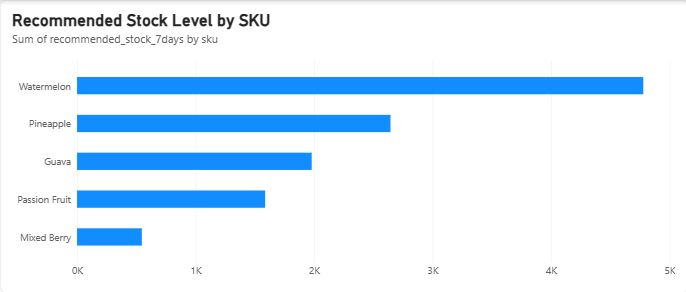 Recommended Stock Level by SKU
Sum of recommended_stock_7days by sku
Watermelon
Pineapple
Guava
Passion Fruit
Mixed Berry
0K 1K 2K 3K 4K 5K